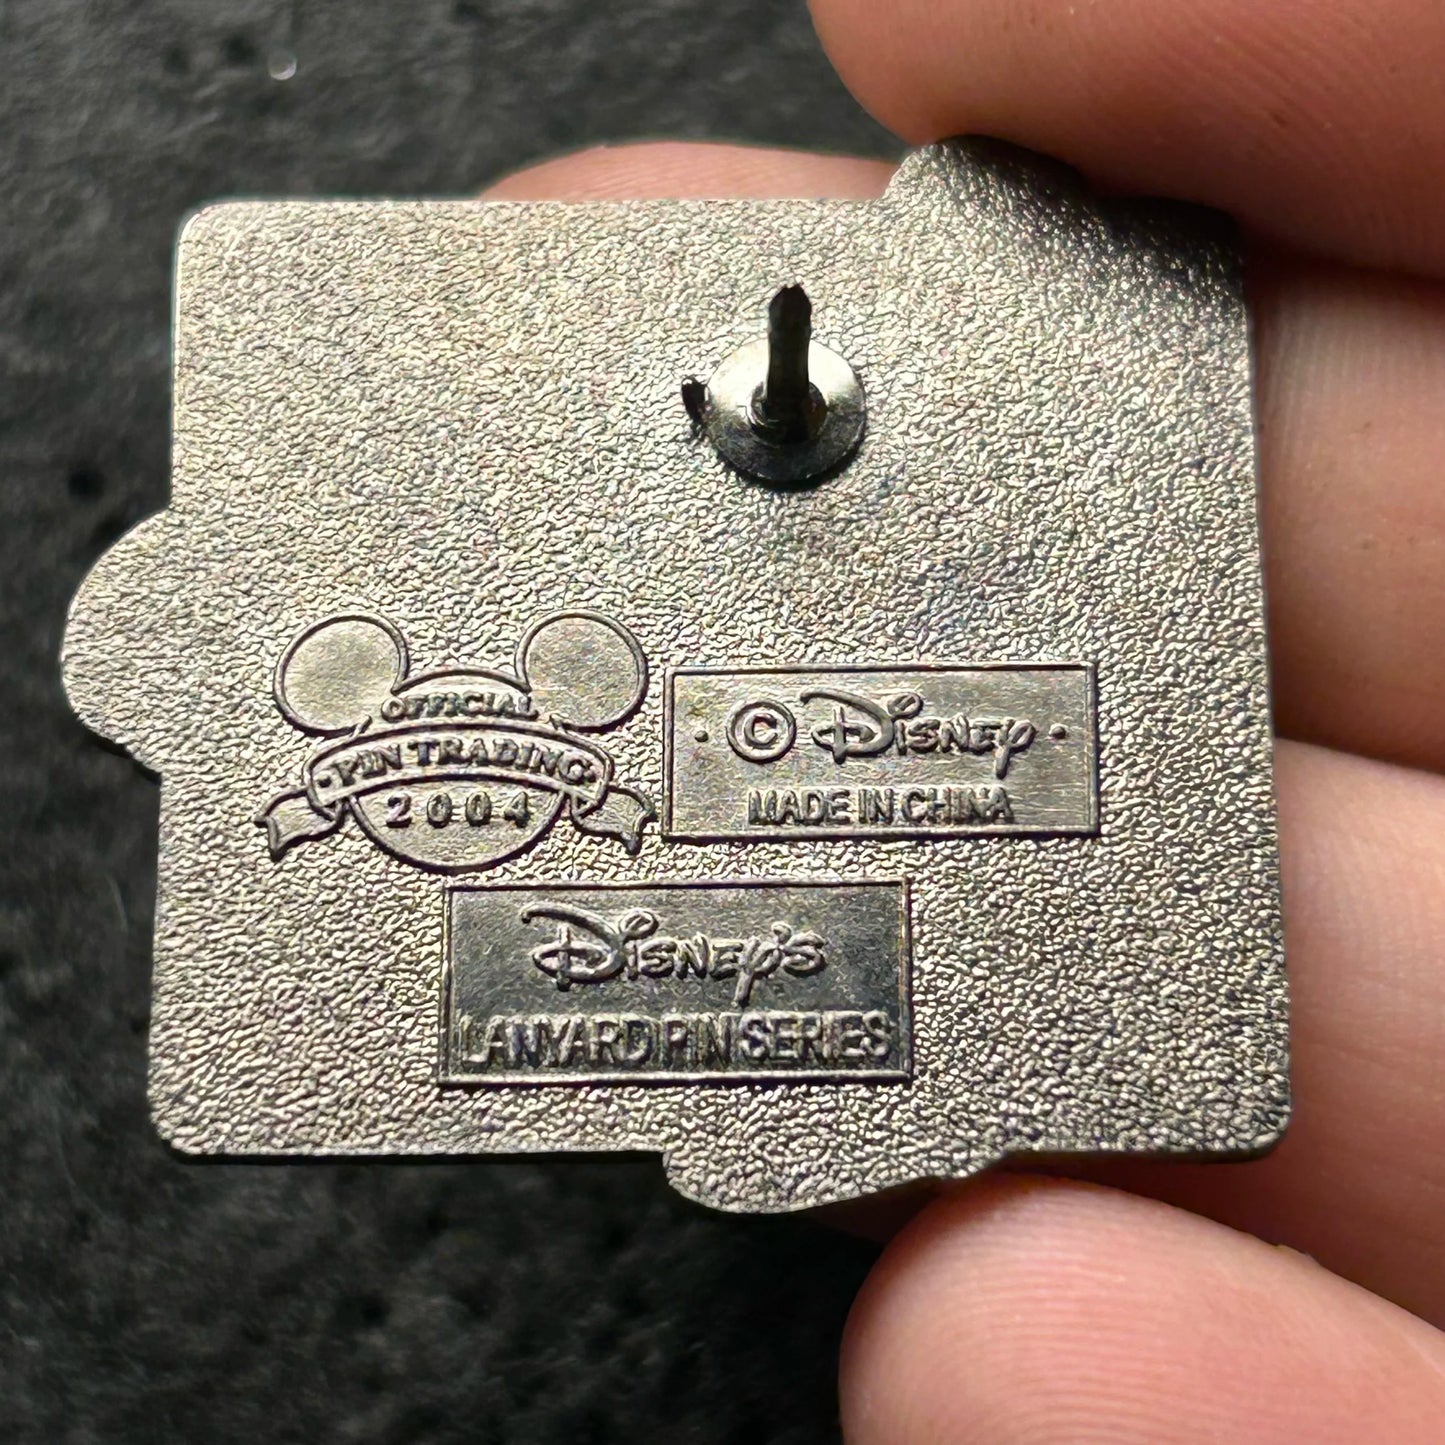 OFFICIAL
·PIN TRADING·
2004
· © Disney ·
MADE IN CHINA
Disney's
LANYARD PIN SERIES